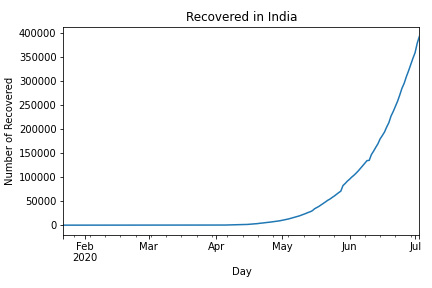 Recovered in India
Number of Recovered
400000
350000
300000
250000
200000
150000
100000
50000
0
Feb Mar Apr May Jun Jul
2020
Day